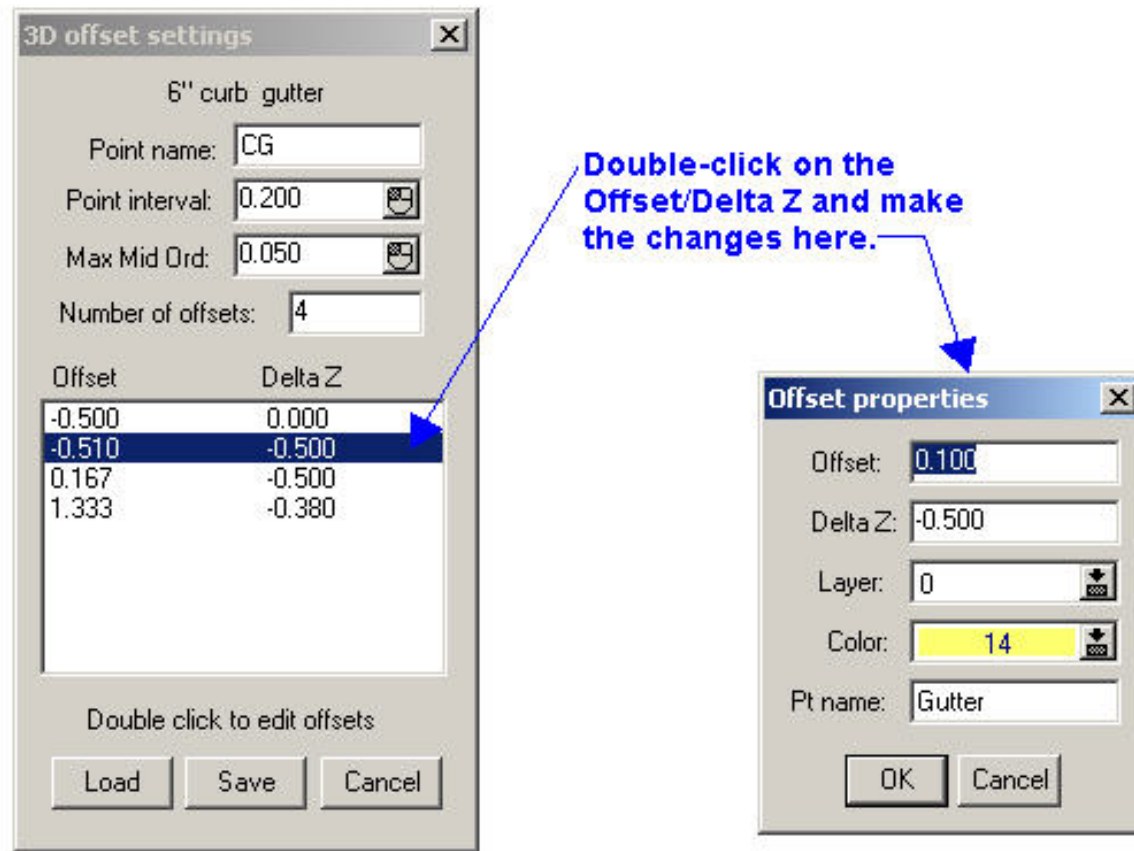 3D offset settings
6" curb gutter
Point name: CG
Point interval: 0.200
Max Mid Ord: 0.050
Number of offsets: 4
Offset Delta Z
-0.500 0.000
-0.510 -0.500
0.167 -0.500
1.333 -0.380
Double click to edit offsets
Load Save Cancel
Double-click on the
Offset/Delta Z and make
the changes here.
Offset properties
Offset: 0.100
Delta Z: -0.500
Layer: 0
Color: 14
Pt name: Gutter
OK Cancel